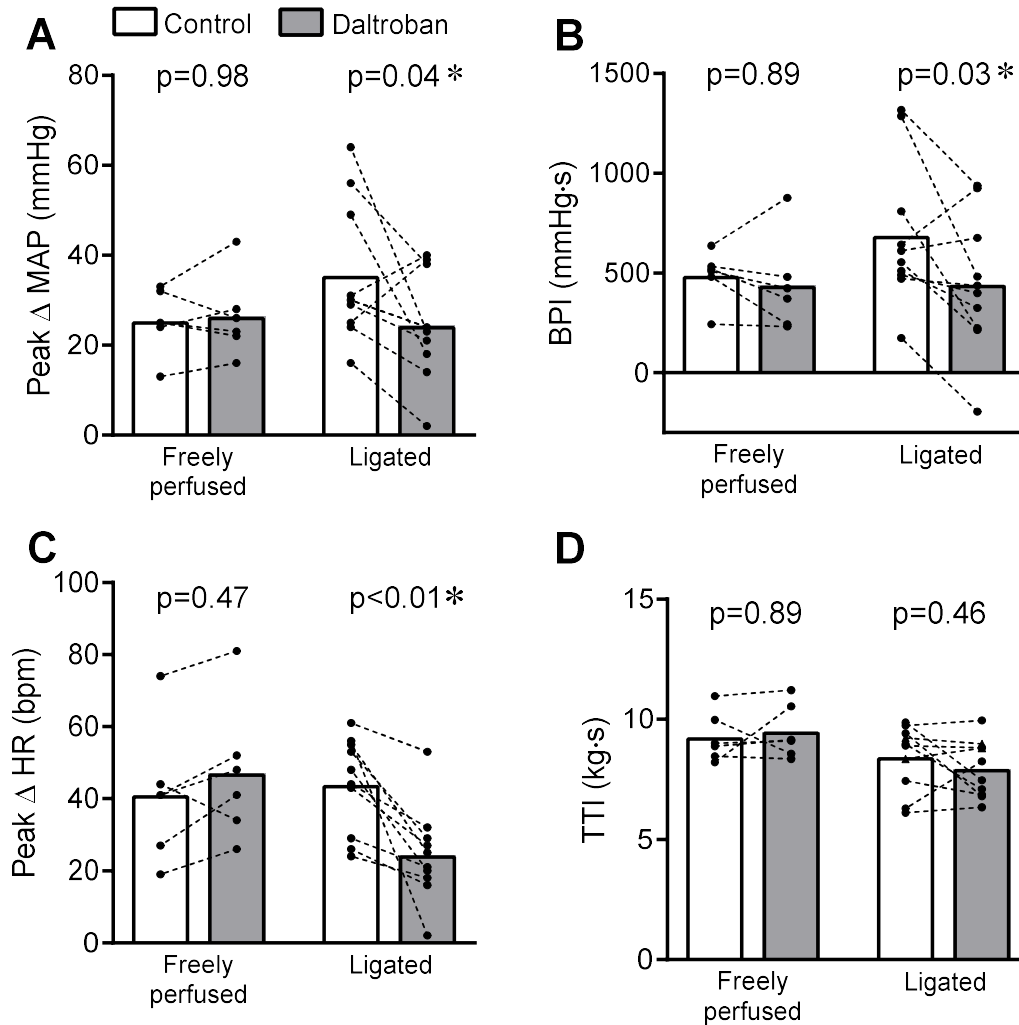 A
Control
Daltroban
Peak Δ MAP (mmHg)
80
60
40
20
0
p=0.98
p=0.04 *
Freely
perfused
Ligated
B
BPI (mmHg·s)
1500
1000
500
0
p=0.89
p=0.03 *
Freely
perfused
Ligated
C
Peak Δ HR (bpm)
100
80
60
40
20
0
p=0.47
p<0.01*
Freely
perfused
Ligated
D
TTI (kg·s)
15
10
5
0
p=0.89
p=0.46
Freely
perfused
Ligated